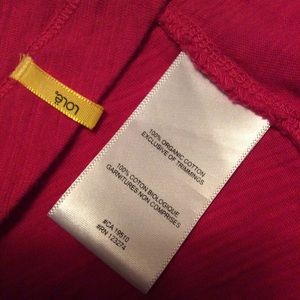 LOLË
100% ORGANIC COTTON
EXCLUSIVE OF TRIMMINGS
100% COTON BIOLOGIQUE
GARNITURES NON COMPRISES
#CA 19510
#RN 123274